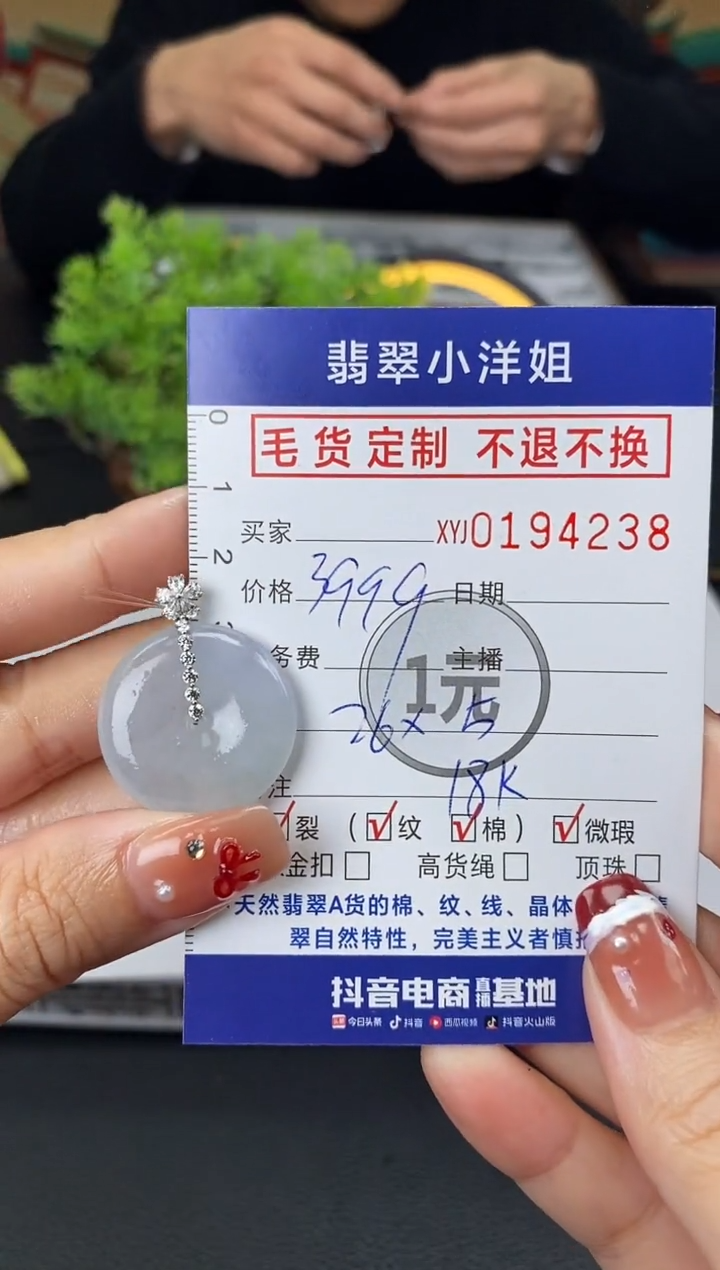 翡翠小洋姐
毛货定制 不退不换
0
1
2
买家 XYJ0194238
价格 3999 日期
务费 主播
1元
26x5
注 18K
裂 (☑纹 ☑棉) ☑微瑕
金扣□ 高货绳□ 顶珠□
天然翡翠A货的棉、纹、线、晶体
翠自然特性，完美主义者慎
抖音电商直播基地
今日头条 抖音 西瓜视频 抖音火山版